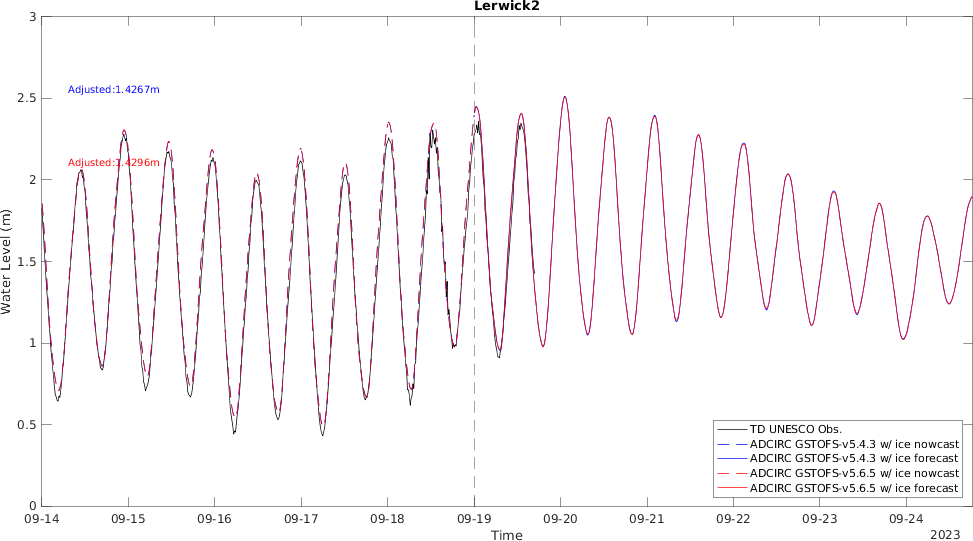 Lerwick2
3
2.5
2
1.5
1
0.5
0
Water Level (m)
Adjusted:1.4267m
Adjusted:1.4296m
TD UNESCO Obs.
ADCIRC GSTOFS-v5.4.3 w/ ice nowcast
ADCIRC GSTOFS-v5.4.3 w/ ice forecast
ADCIRC GSTOFS-v5.6.5 w/ ice nowcast
ADCIRC GSTOFS-v5.6.5 w/ ice forecast
09-14 09-15 09-16 09-17 09-18 09-19 09-20 09-21 09-22 09-23 09-24
Time
2023